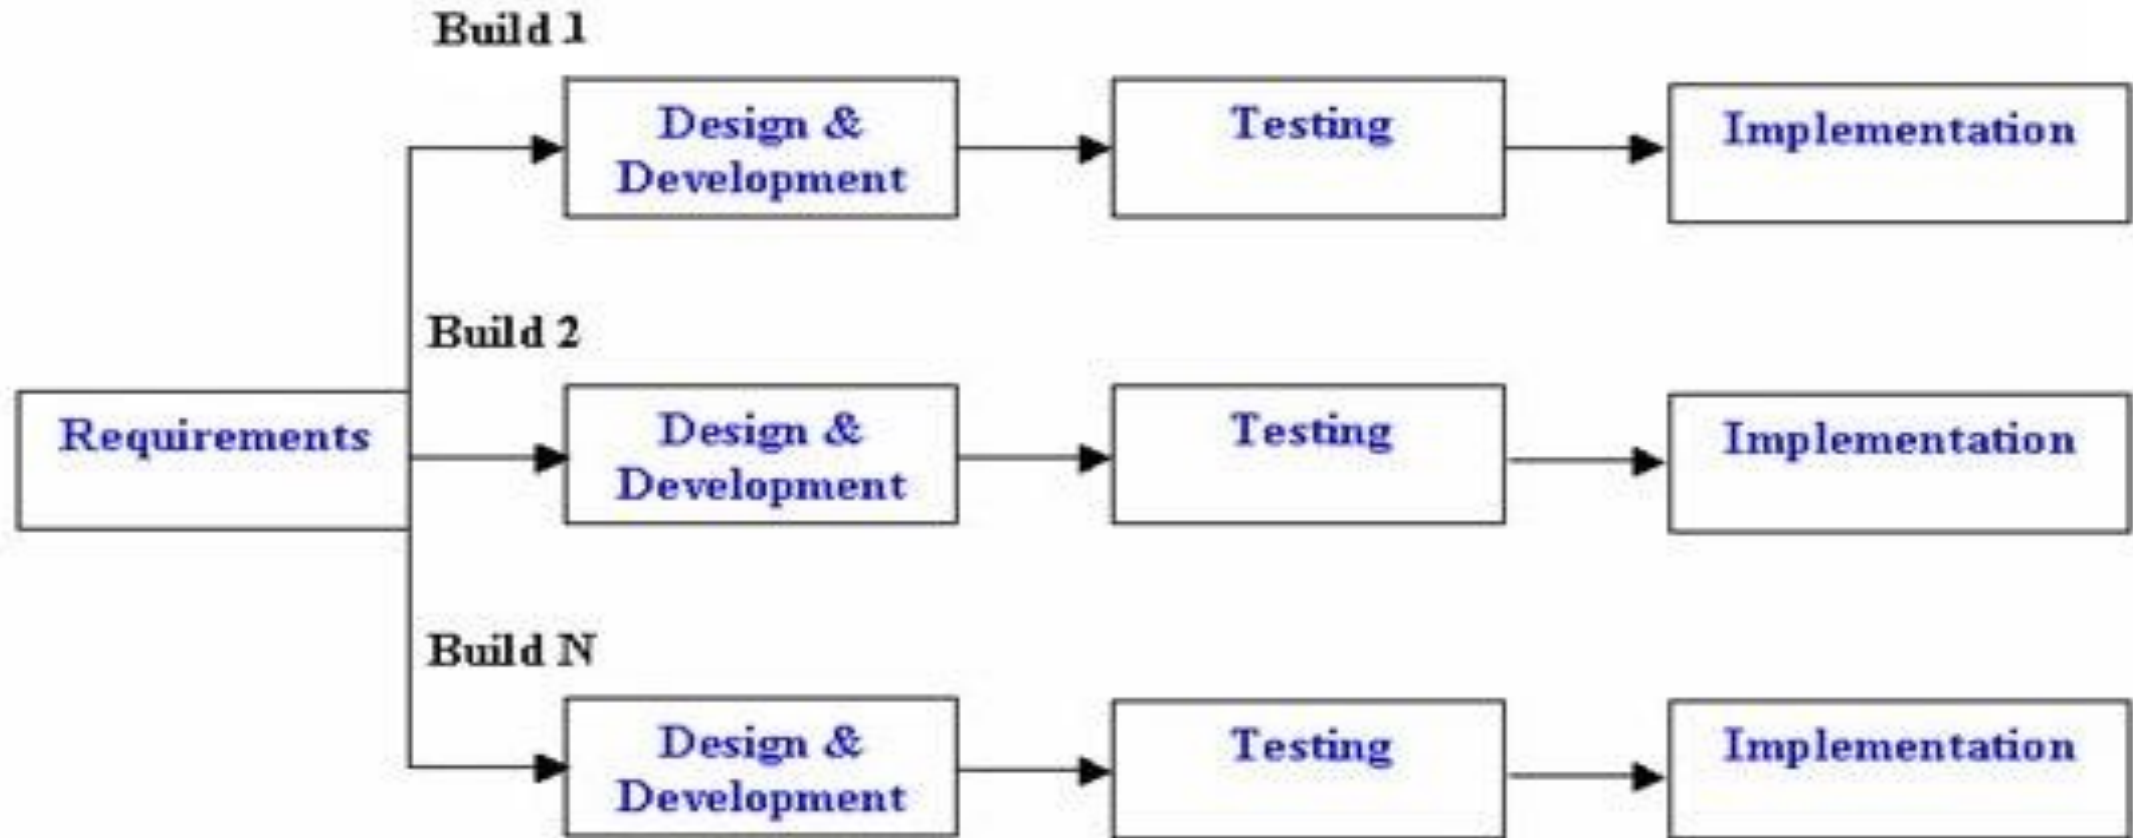 Build 1
Design &
Development
Testing
Implementation
Build 2
Requirements
Design &
Development
Testing
Implementation
Build N
Design &
Development
Testing
Implementation